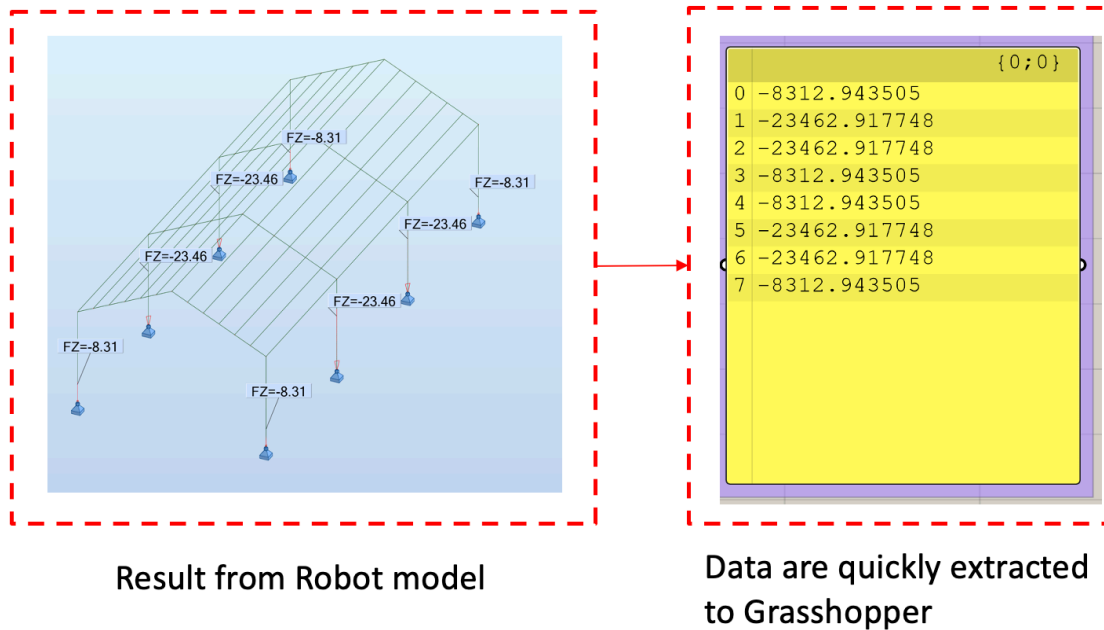 FZ=-8.31
FZ=-23.46
FZ=-8.31
FZ=-23.46
FZ=-23.46
FZ=-23.46
FZ=-8.31
FZ=-8.31
{0;0}
0 -8312.943505
1 -23462.917748
2 -23462.917748
3 -8312.943505
4 -8312.943505
5 -23462.917748
6 -23462.917748
7 -8312.943505
Result from Robot model
Data are quickly extracted
to Grasshopper